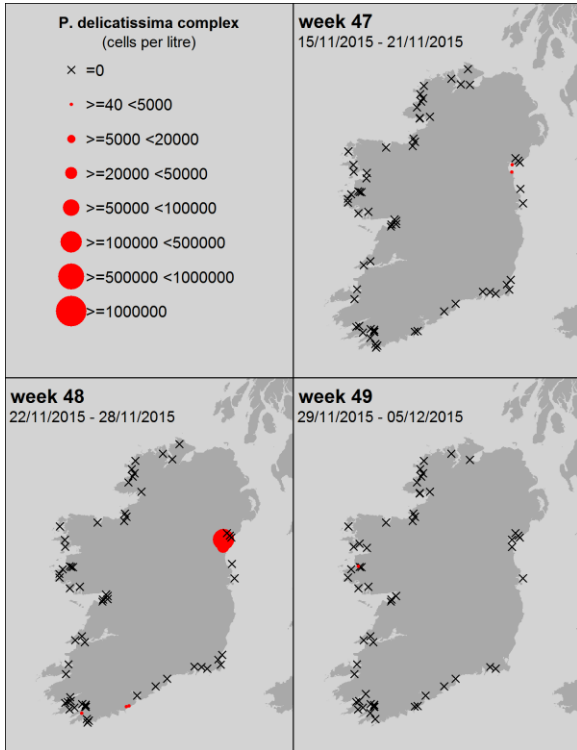 P. delicatissima complex
(cells per litre)
=0
>=40 <5000
>=5000 <20000
>=20000 <50000
>=50000 <100000
>=100000 <500000
>=500000 <1000000
>=1000000
week 47
15/11/2015 - 21/11/2015
week 48
22/11/2015 - 28/11/2015
week 49
29/11/2015 - 05/12/2015